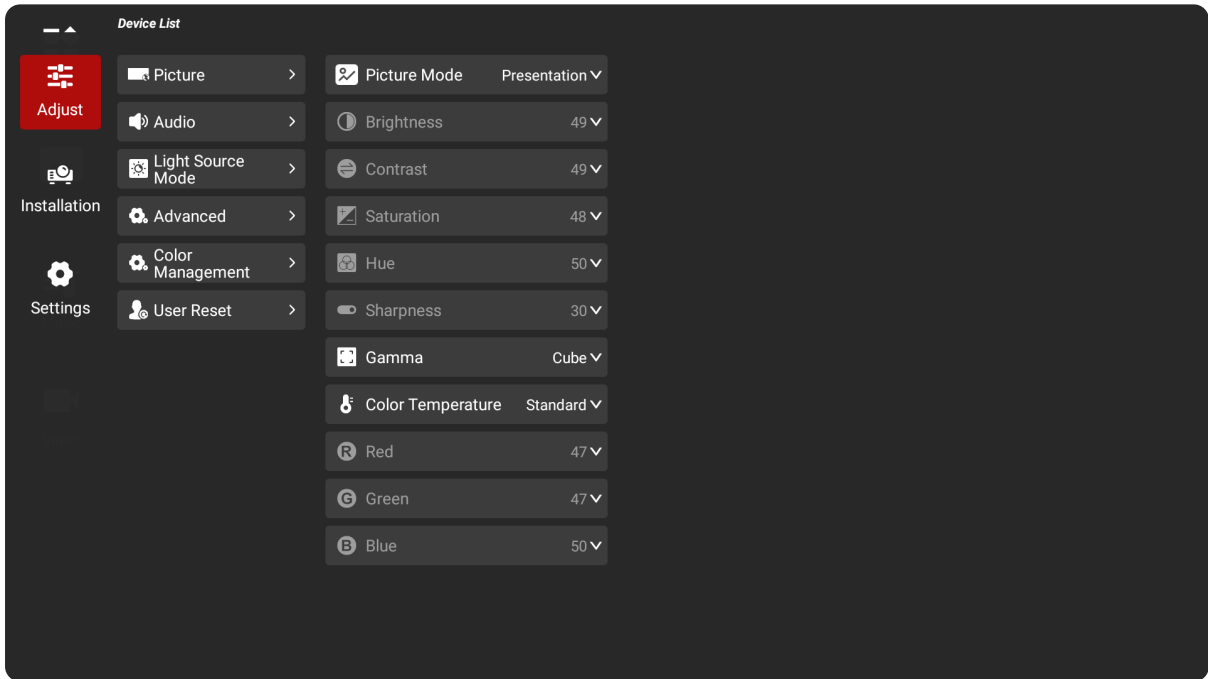 Device List
Adjust
Installation
Settings
Picture
Audio
Light Source
Mode
Advanced
Color
Management
User Reset
Picture Mode Presentation
Brightness 49
Contrast 49
Saturation 48
Hue 50
Sharpness 30
Gamma Cube
Color Temperature Standard
R Red 47
G Green 47
B Blue 50